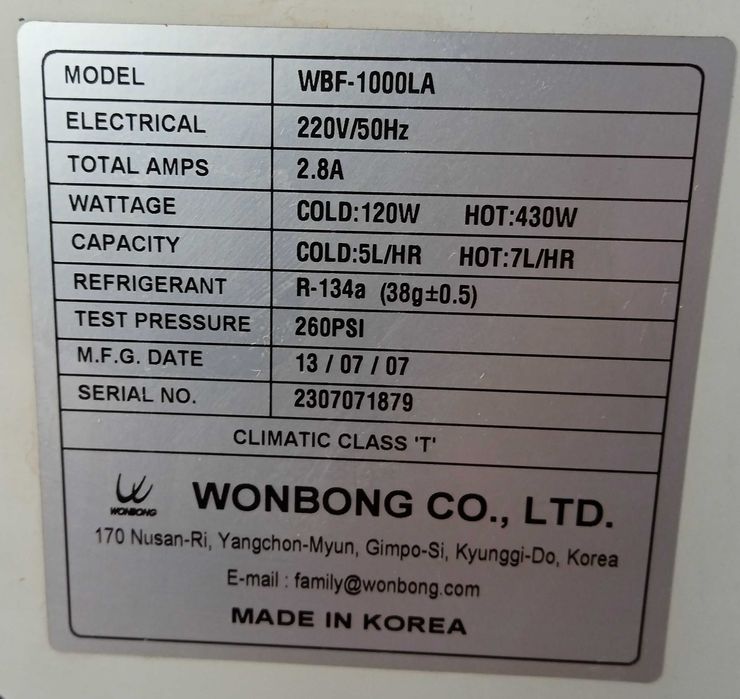 MODEL WBF-1000LA
ELECTRICAL 220V/50Hz
TOTAL AMPS 2.8A
WATTAGE COLD:120W HOT:430W
CAPACITY COLD:5L/HR HOT:7L/HR
REFRIGERANT R-134a (38g±0.5)
TEST PRESSURE 260PSI
M.F.G. DATE 13 / 07 / 07
SERIAL NO. 2307071879
CLIMATIC CLASS 'T'
WONBONG WONBONG CO., LTD.
170 Nusan-Ri, Yangchon-Myun, Gimpo-Si, Kyunggi-Do, Korea
E-mail : family@wonbong.com
MADE IN KOREA